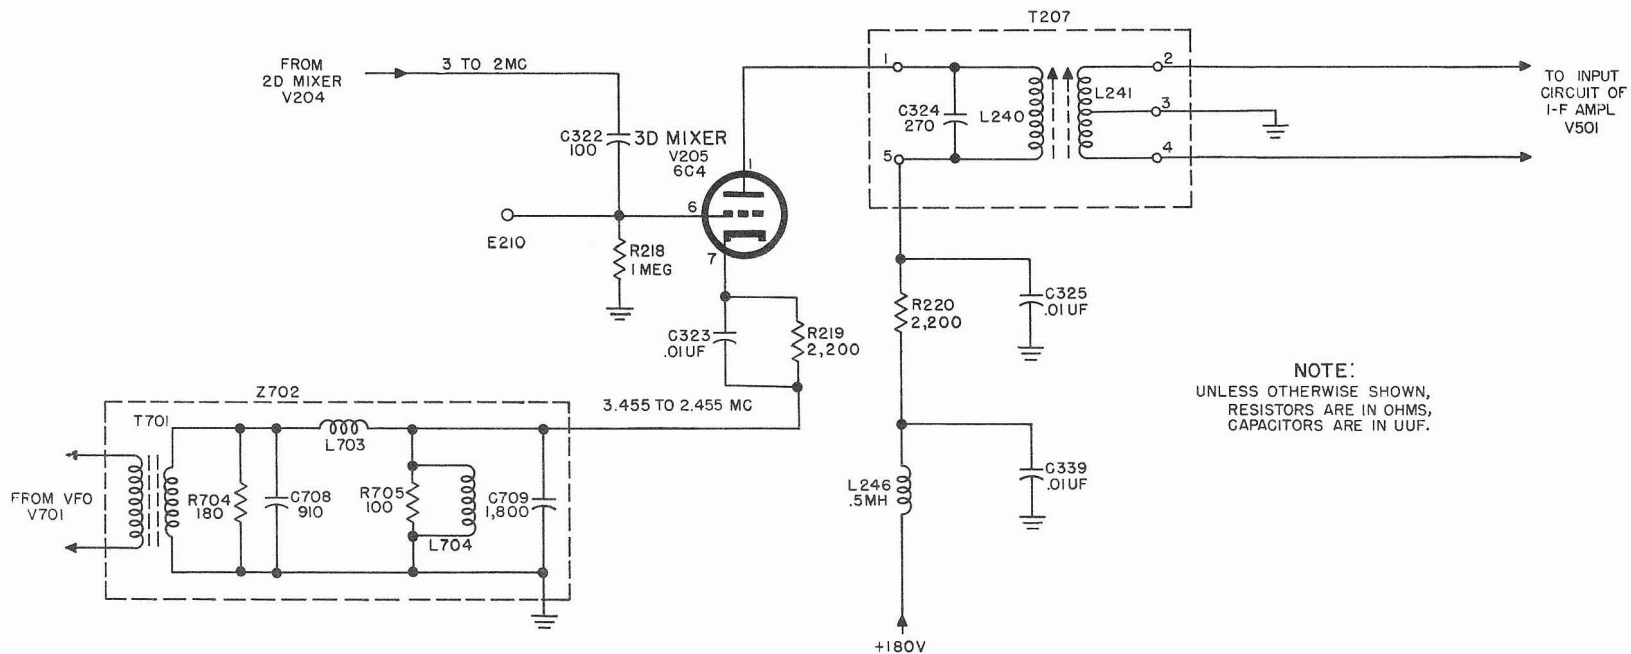 T207
FROM
2D MIXER
V204
3 TO 2MC
C322
100
3D MIXER
V205
6C4
1
6
7
E210
R218
1 MEG
C323
.01UF
R219
2,200
1
5
C324
270
L240
L241
2
3
4
TO INPUT
CIRCUIT OF
I-F AMPL
V501
R220
2,200
C325
.01UF
C339
.01UF
L246
.5MH
+180V
NOTE:
UNLESS OTHERWISE SHOWN,
RESISTORS ARE IN OHMS,
CAPACITORS ARE IN UUF.
3.455 TO 2.455 MC
Z702
T701
FROM VFO
V701
R704
180
C708
910
L703
R705
100
L704
C709
1,800